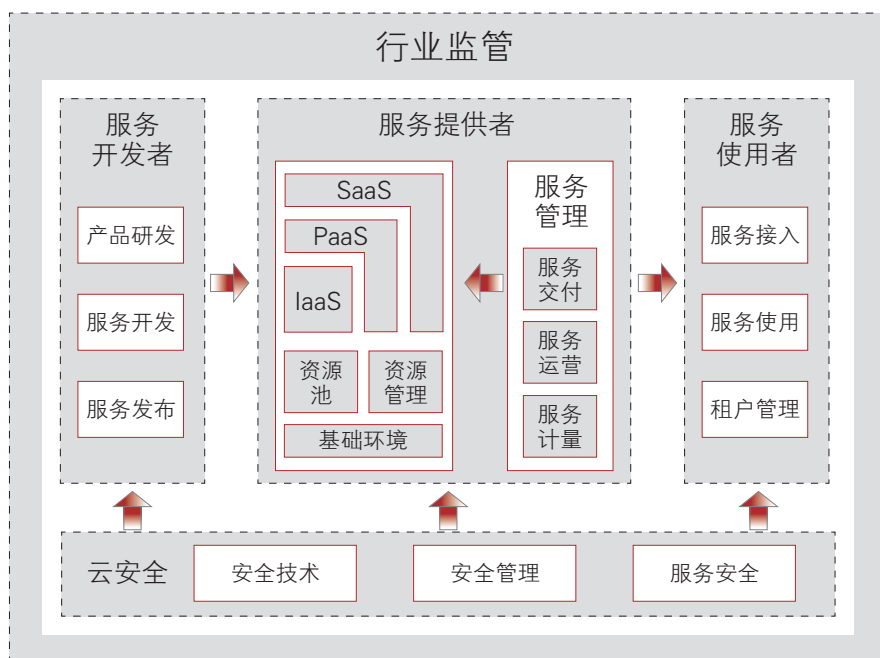 行业监管
服务
开发者
产品研发
服务开发
服务发布
服务提供者
SaaS
PaaS
IaaS
资源
池
资源
管理
基础环境
服务
管理
服务
交付
服务
运营
服务
计量
服务
使用者
服务接入
服务使用
租户管理
云安全
安全技术
安全管理
服务安全